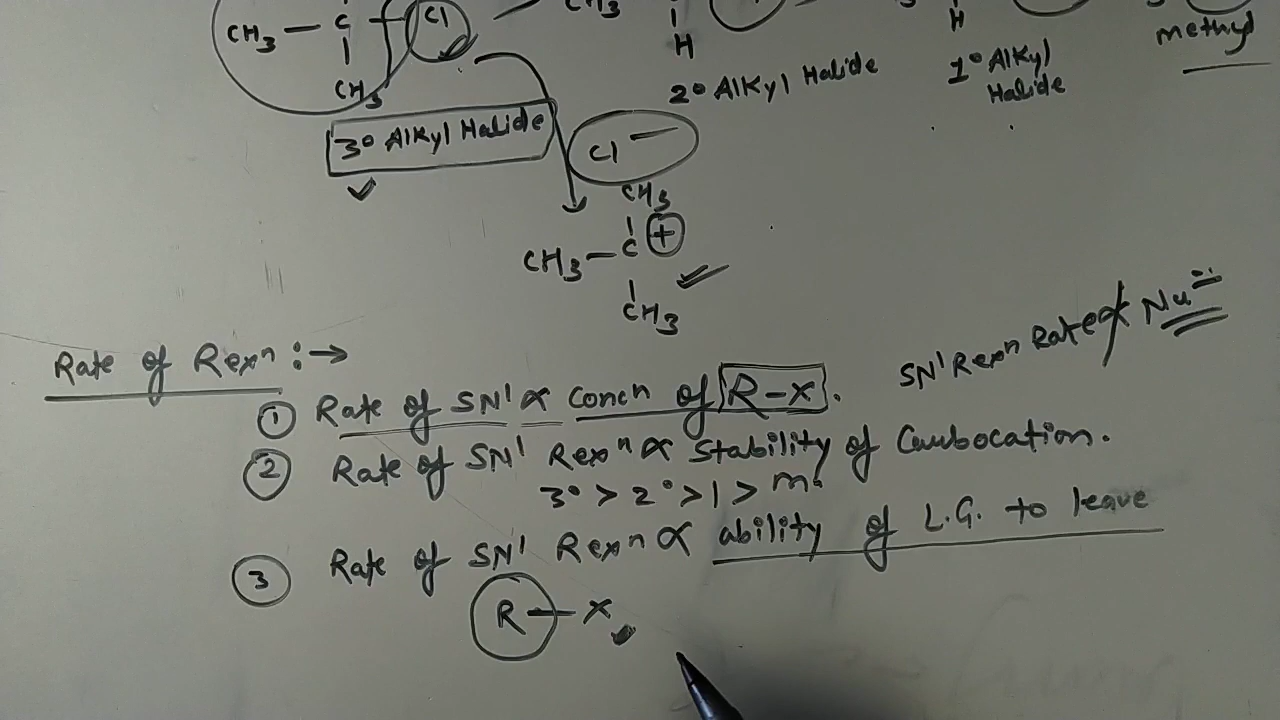 CH3 — C — Cl
CH3
H
H
methyl
CH3
2° Alkyl Halide
1° Alkyl
Halide
3° Alkyl Halide
Cl —
CH3
CH3 — C +
CH3
SN1 Rexn Rate ∝̸ Nu
Rate of Rexn :→
① Rate of SN1 ∝ Concn of R-X.
② Rate of SN1 Rexn ∝ Stability of Carbocation.
3° > 2° > 1 > me
③ Rate of SN1 Rexn ∝ ability of L.G. to leave
R — X